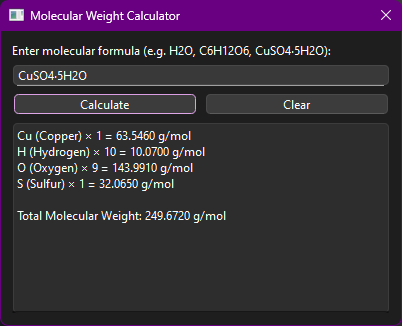 Molecular Weight Calculator
Enter molecular formula (e.g. H2O, C6H12O6, CuSO4·5H2O):
CuSO4·5H2O
Calculate Clear
Cu (Copper) × 1 = 63.5460 g/mol
H (Hydrogen) × 10 = 10.0700 g/mol
O (Oxygen) × 9 = 143.9910 g/mol
S (Sulfur) × 1 = 32.0650 g/mol
Total Molecular Weight: 249.6720 g/mol